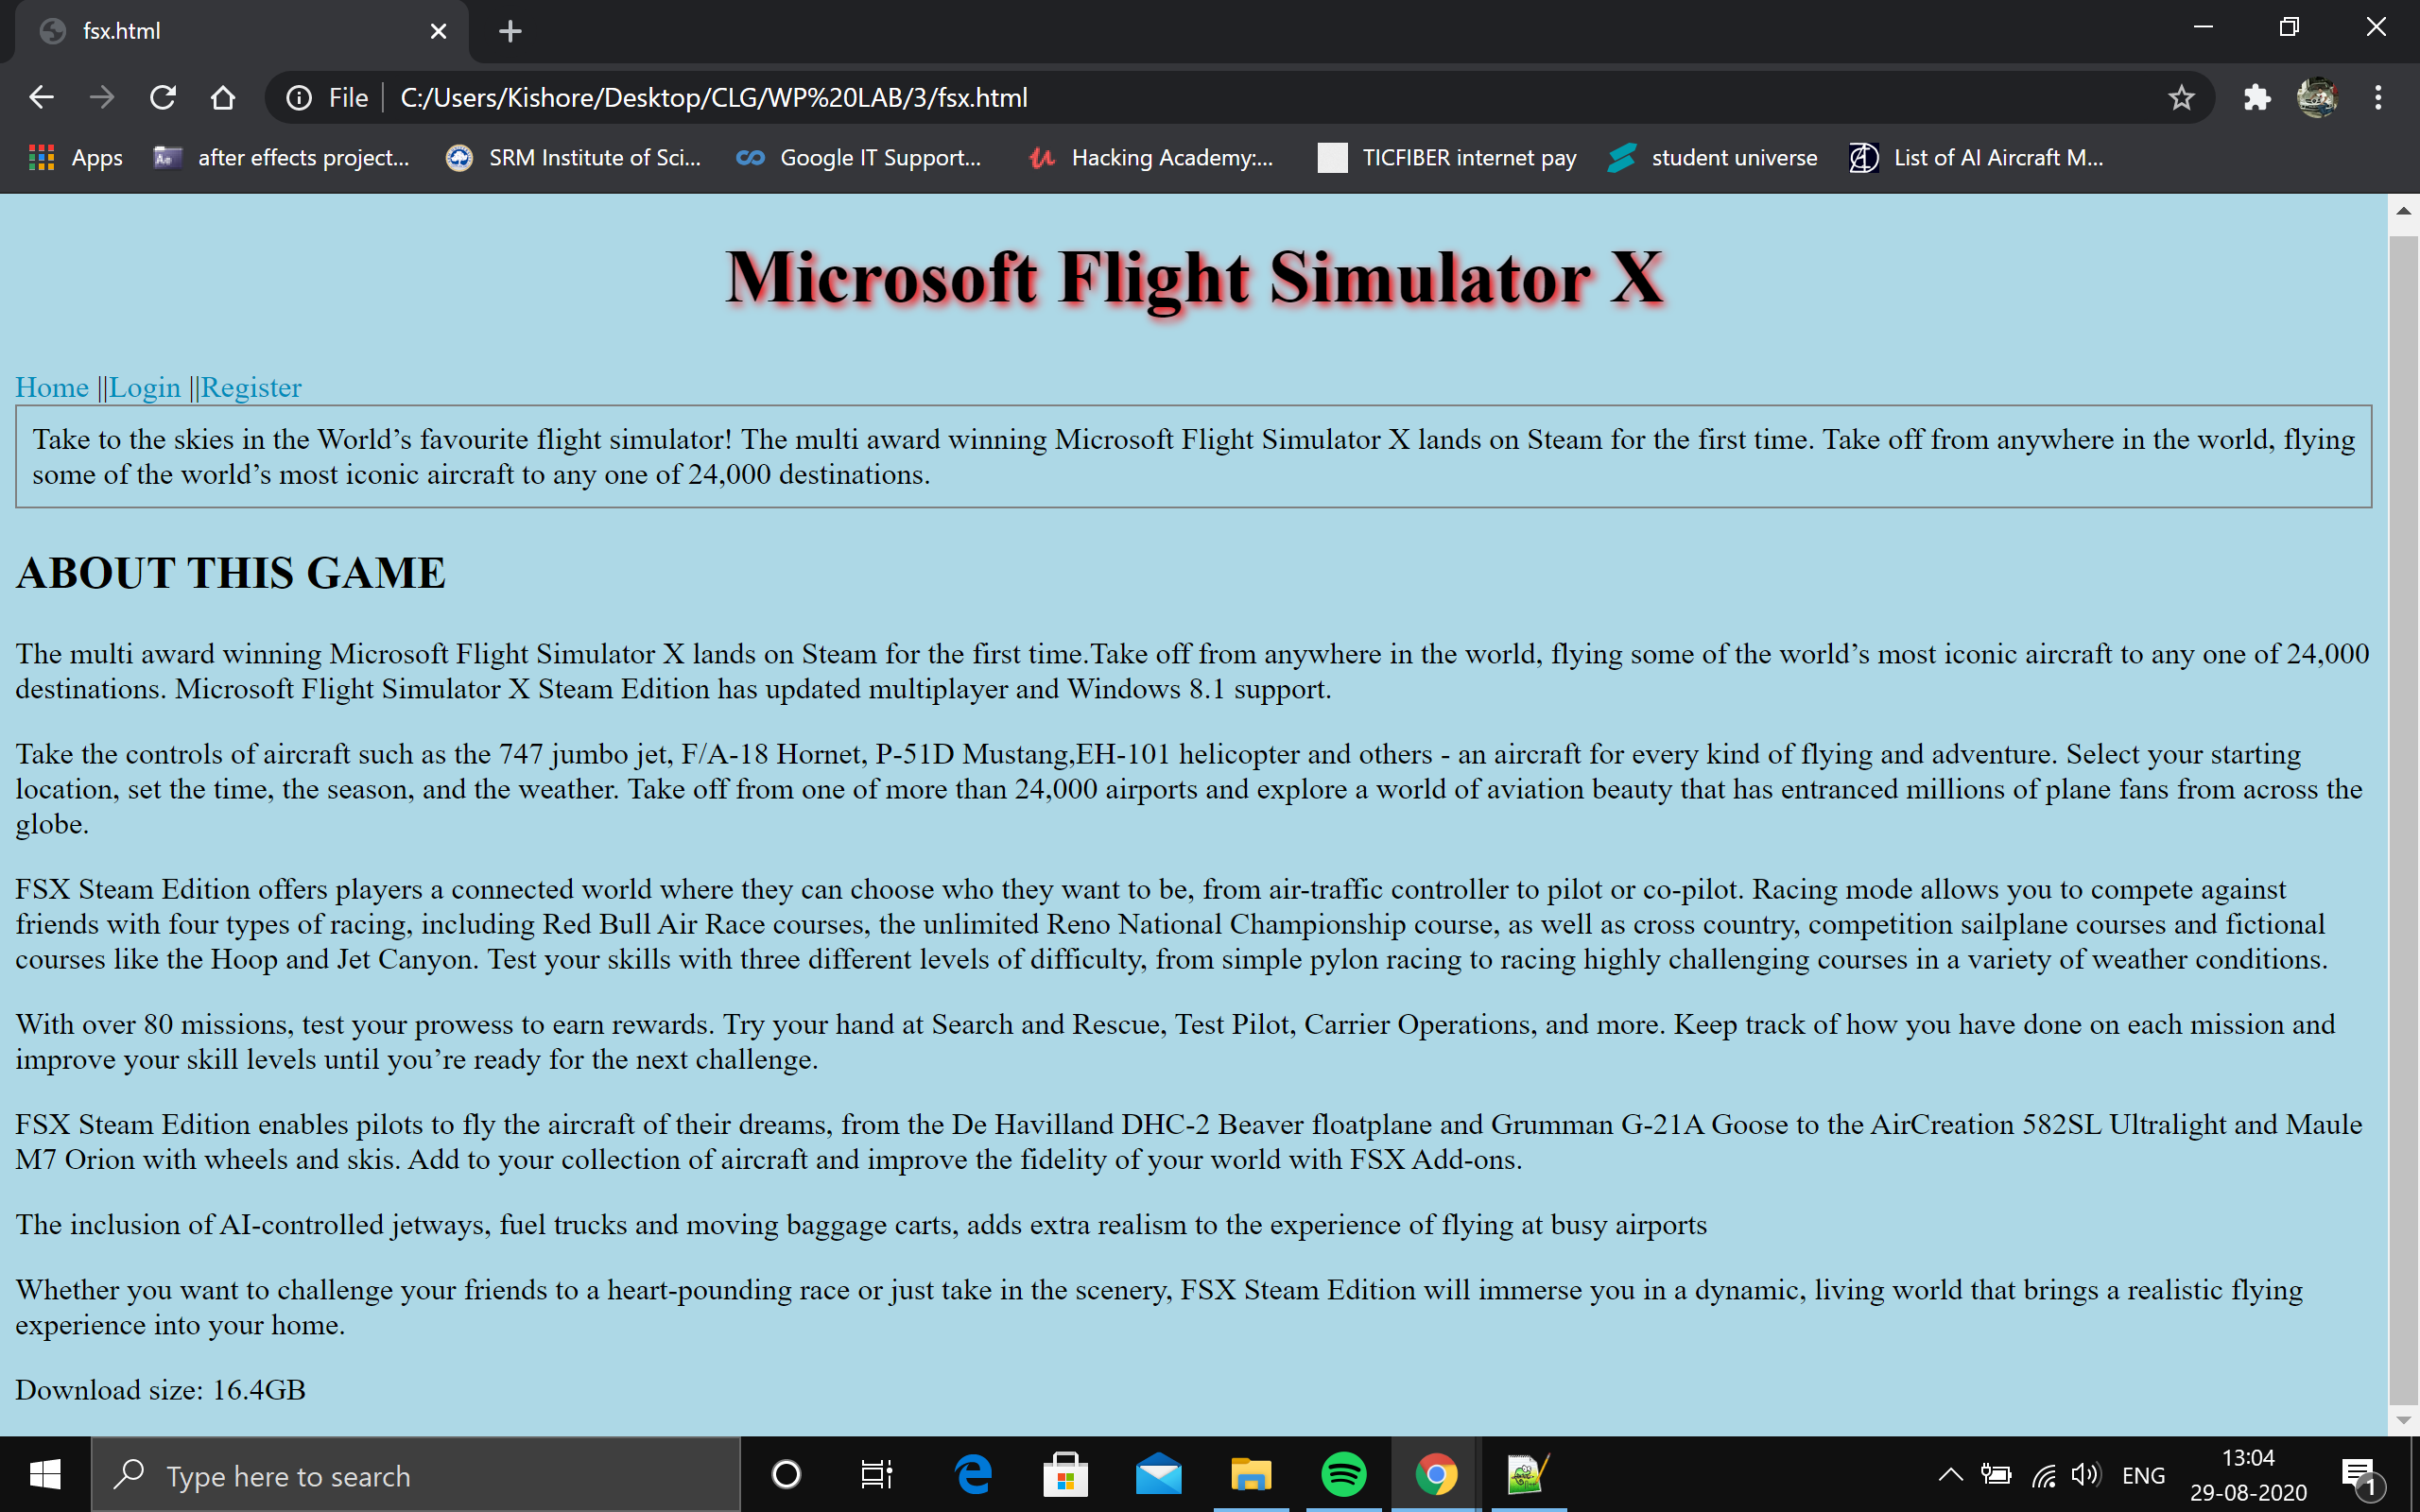 fsx.html
File
C:/Users/Kishore/Desktop/CLG/WP%20LAB/3/fsx.html
Apps
after effects project...
SRM Institute of Sci...
Google IT Support...
Hacking Academy:...
TICFIBER internet pay
student universe
List of AI Aircraft M...
Microsoft Flight Simulator X
Home ||Login ||Register
Take to the skies in the World’s favourite flight simulator! The multi award winning Microsoft Flight Simulator X lands on Steam for the first time. Take off from anywhere in the world, flying
some of the world’s most iconic aircraft to any one of 24,000 destinations.
ABOUT THIS GAME
The multi award winning Microsoft Flight Simulator X lands on Steam for the first time.Take off from anywhere in the world, flying some of the world’s most iconic aircraft to any one of 24,000
destinations. Microsoft Flight Simulator X Steam Edition has updated multiplayer and Windows 8.1 support.
Take the controls of aircraft such as the 747 jumbo jet, F/A-18 Hornet, P-51D Mustang,EH-101 helicopter and others - an aircraft for every kind of flying and adventure. Select your starting
location, set the time, the season, and the weather. Take off from one of more than 24,000 airports and explore a world of aviation beauty that has entranced millions of plane fans from across the
globe.
FSX Steam Edition offers players a connected world where they can choose who they want to be, from air-traffic controller to pilot or co-pilot. Racing mode allows you to compete against
friends with four types of racing, including Red Bull Air Race courses, the unlimited Reno National Championship course, as well as cross country, competition sailplane courses and fictional
courses like the Hoop and Jet Canyon. Test your skills with three different levels of difficulty, from simple pylon racing to racing highly challenging courses in a variety of weather conditions.
With over 80 missions, test your prowess to earn rewards. Try your hand at Search and Rescue, Test Pilot, Carrier Operations, and more. Keep track of how you have done on each mission and
improve your skill levels until you’re ready for the next challenge.
FSX Steam Edition enables pilots to fly the aircraft of their dreams, from the De Havilland DHC-2 Beaver floatplane and Grumman G-21A Goose to the AirCreation 582SL Ultralight and Maule
M7 Orion with wheels and skis. Add to your collection of aircraft and improve the fidelity of your world with FSX Add-ons.
The inclusion of AI-controlled jetways, fuel trucks and moving baggage carts, adds extra realism to the experience of flying at busy airports
Whether you want to challenge your friends to a heart-pounding race or just take in the scenery, FSX Steam Edition will immerse you in a dynamic, living world that brings a realistic flying
experience into your home.
Download size: 16.4GB
Type here to search
ENG
13:04
29-08-2020
1